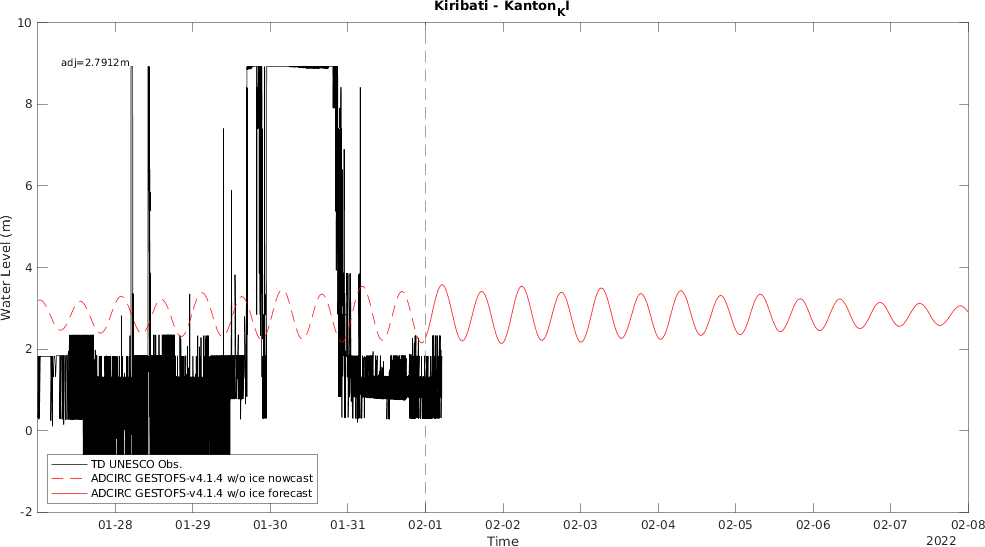 Kiribati - Kanton_KI
10
adj=2.7912m
8
6
4
2
0
-2
Water Level (m)
TD UNESCO Obs.
ADCIRC GESTOFS-v4.1.4 w/o ice nowcast
ADCIRC GESTOFS-v4.1.4 w/o ice forecast
01-28 01-29 01-30 01-31 02-01 02-02 02-03 02-04 02-05 02-06 02-07 02-08
Time
2022